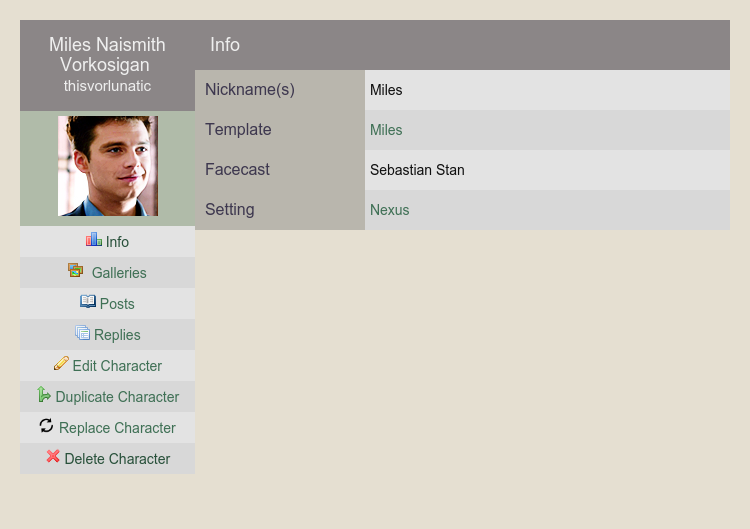 Miles Naismith
Vorkosigan
thisvorlunatic
Info
Galleries
Posts
Replies
Edit Character
Duplicate Character
Replace Character
Delete Character
Info
Nickname(s) Miles
Template Miles
Facecast Sebastian Stan
Setting Nexus